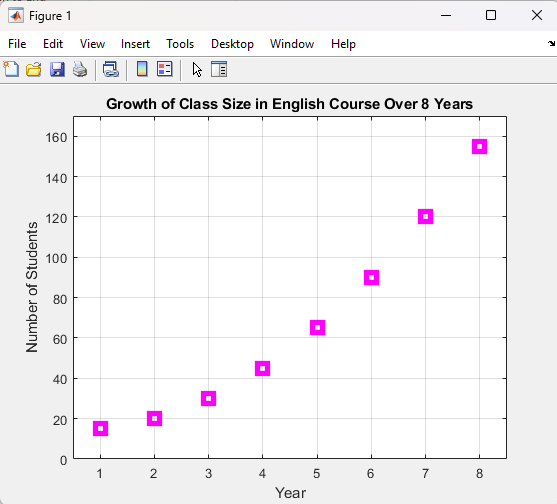 Figure 1
File Edit View Insert Tools Desktop Window Help
Growth of Class Size in English Course Over 8 Years
160
140
120
100
80
60
40
20
0
Number of Students
1 2 3 4 5 6 7 8
Year